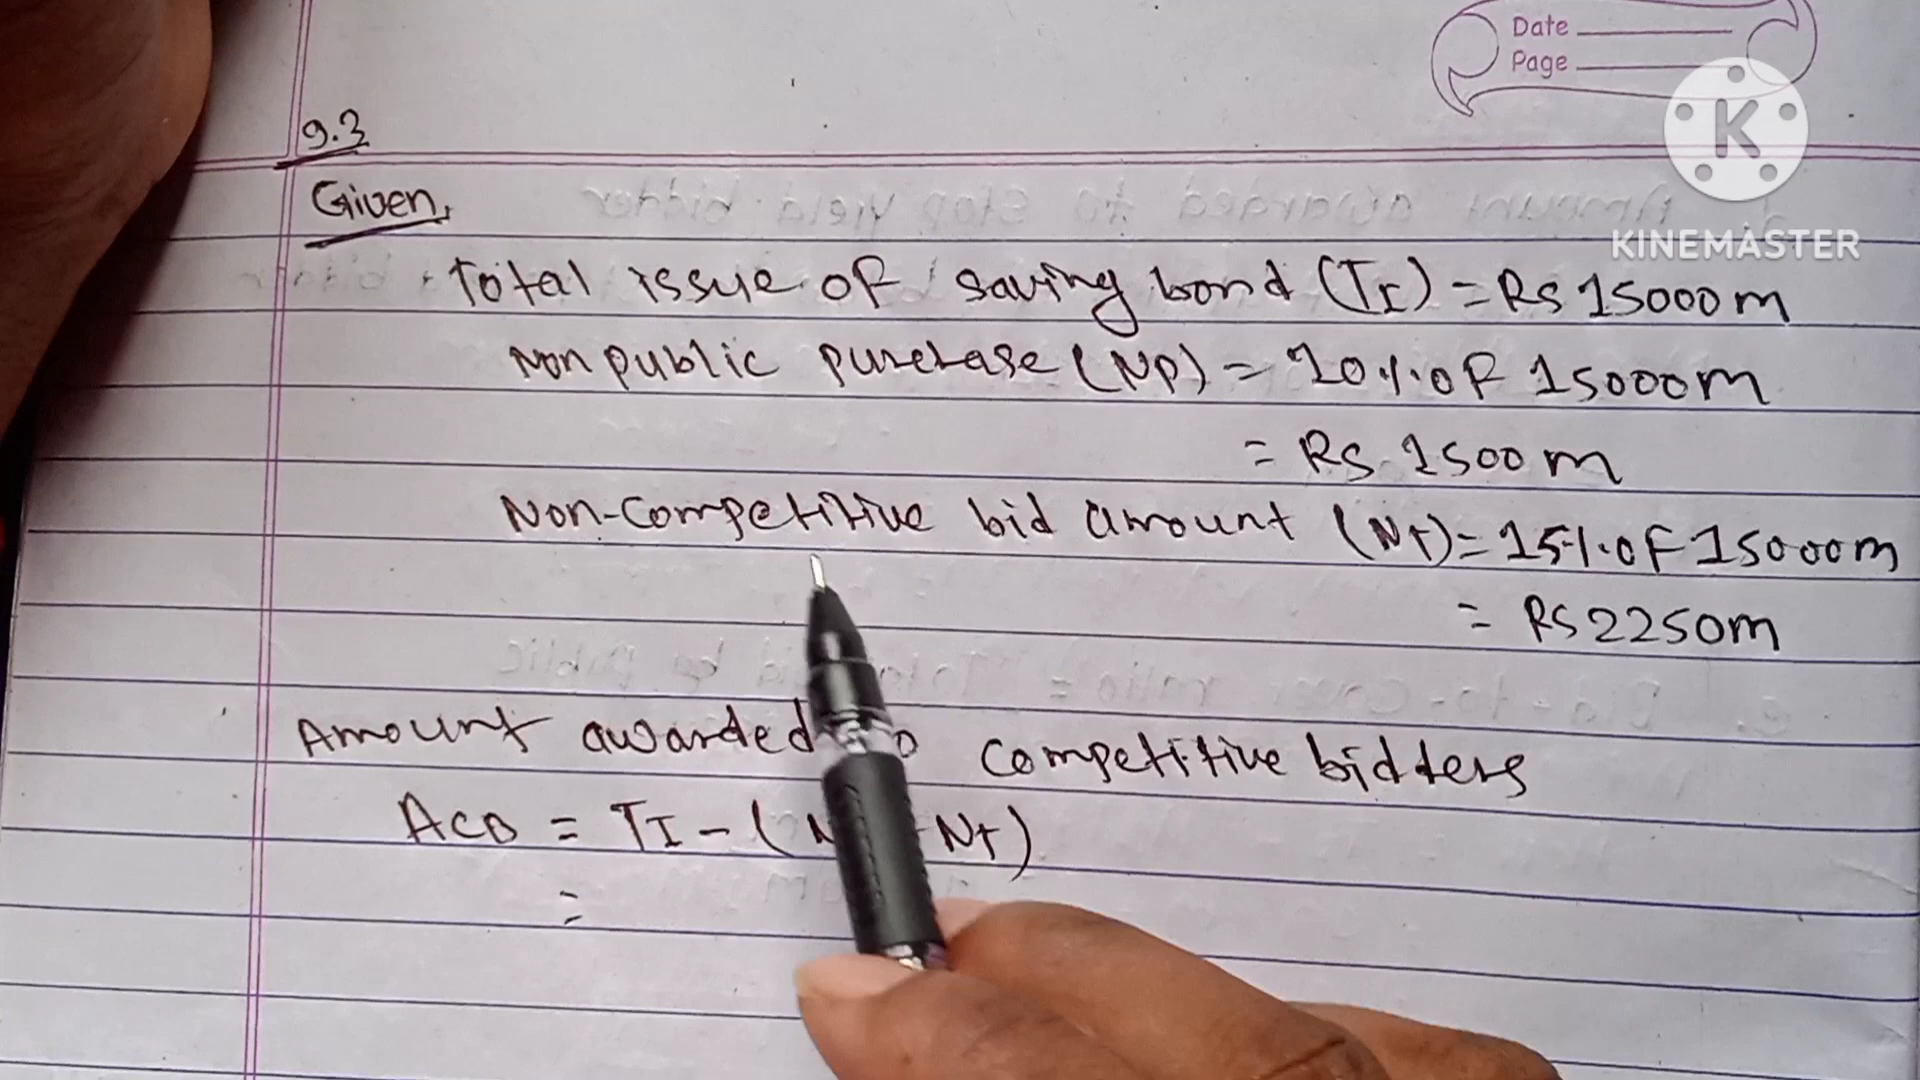 Date
Page
K
KINEMASTER
9.3
Given,
Total issue of saving bond (TI) = Rs 15000m
Non public purchase (NP) = 10% of 15000m
= Rs 1500m
Non-competitive bid amount (NT) = 15% of 15000m
= RS 2250m
Amount awarded competitive bidders
ACB = TI - ( NT)
=